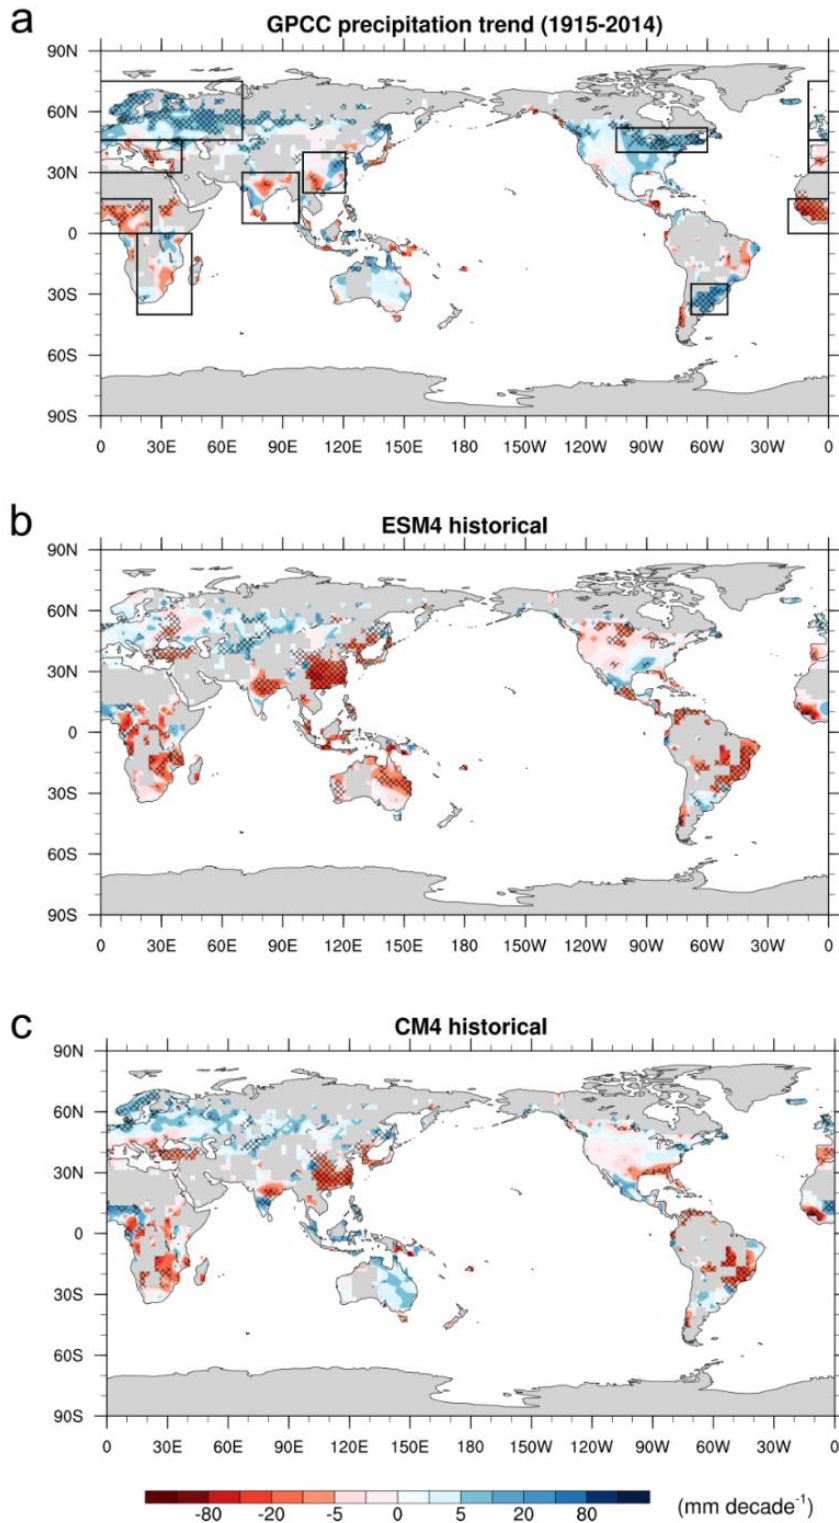 a
GPCC precipitation trend (1915-2014)
90N
60N
30N
0
30S
60S
90S
0 30E 60E 90E 120E 150E 180 150W 120W 90W 60W 30W 0
b
ESM4 historical
90N
60N
30N
0
30S
60S
90S
0 30E 60E 90E 120E 150E 180 150W 120W 90W 60W 30W 0
c
CM4 historical
90N
60N
30N
0
30S
60S
90S
0 30E 60E 90E 120E 150E 180 150W 120W 90W 60W 30W 0
-80 -20 -5 0 5 20 80 (mm decade⁻¹)